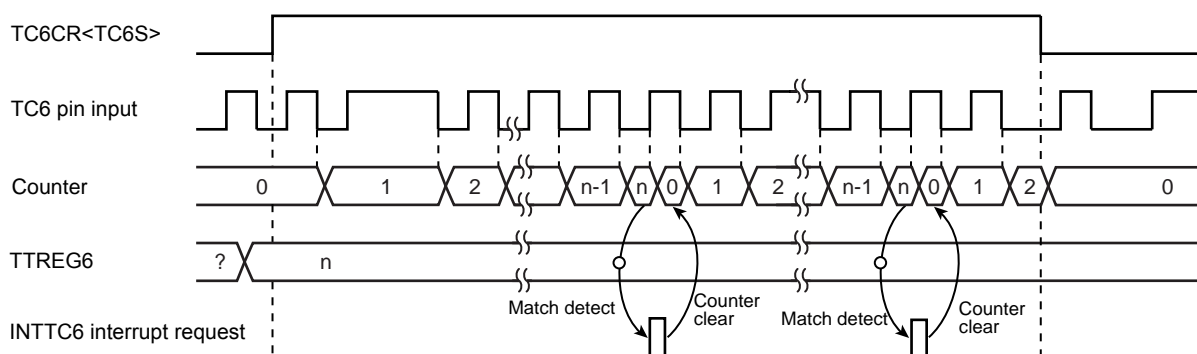 TC6CR<TC6S>
TC6 pin input
Counter
0 1 2 n-1 n 0 1 2 n-1 n 0 1 2 0
TTREG6
? n
Match detect Counter clear Match detect Counter clear
INTTC6 interrupt request